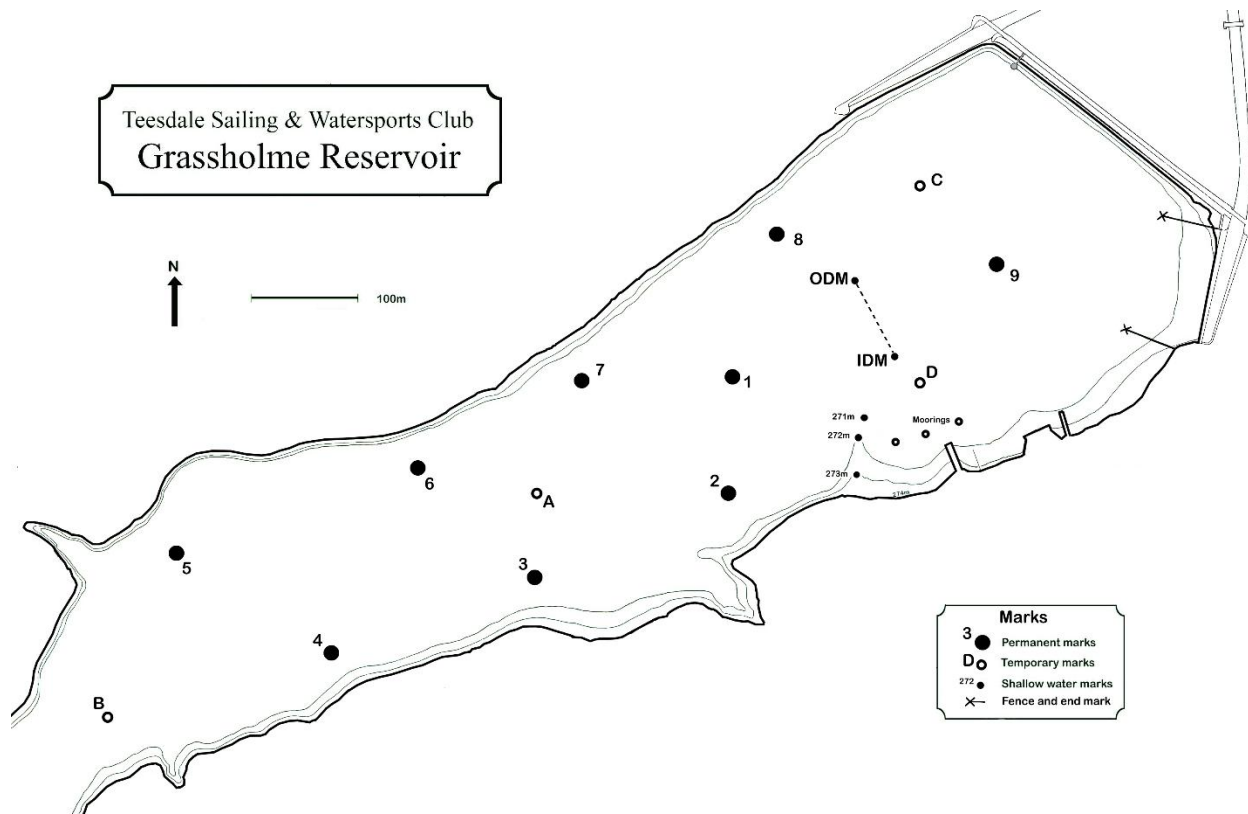 Teesdale Sailing & Watersports Club
Grassholme Reservoir
N
100m
C
8
9
ODM
IDM
D
7
1
271m
Moorings
272m
273m
274m
6
2
A
5
3
4
B
Marks
3 Permanent marks
D Temporary marks
272 Shallow water marks
Fence and end mark